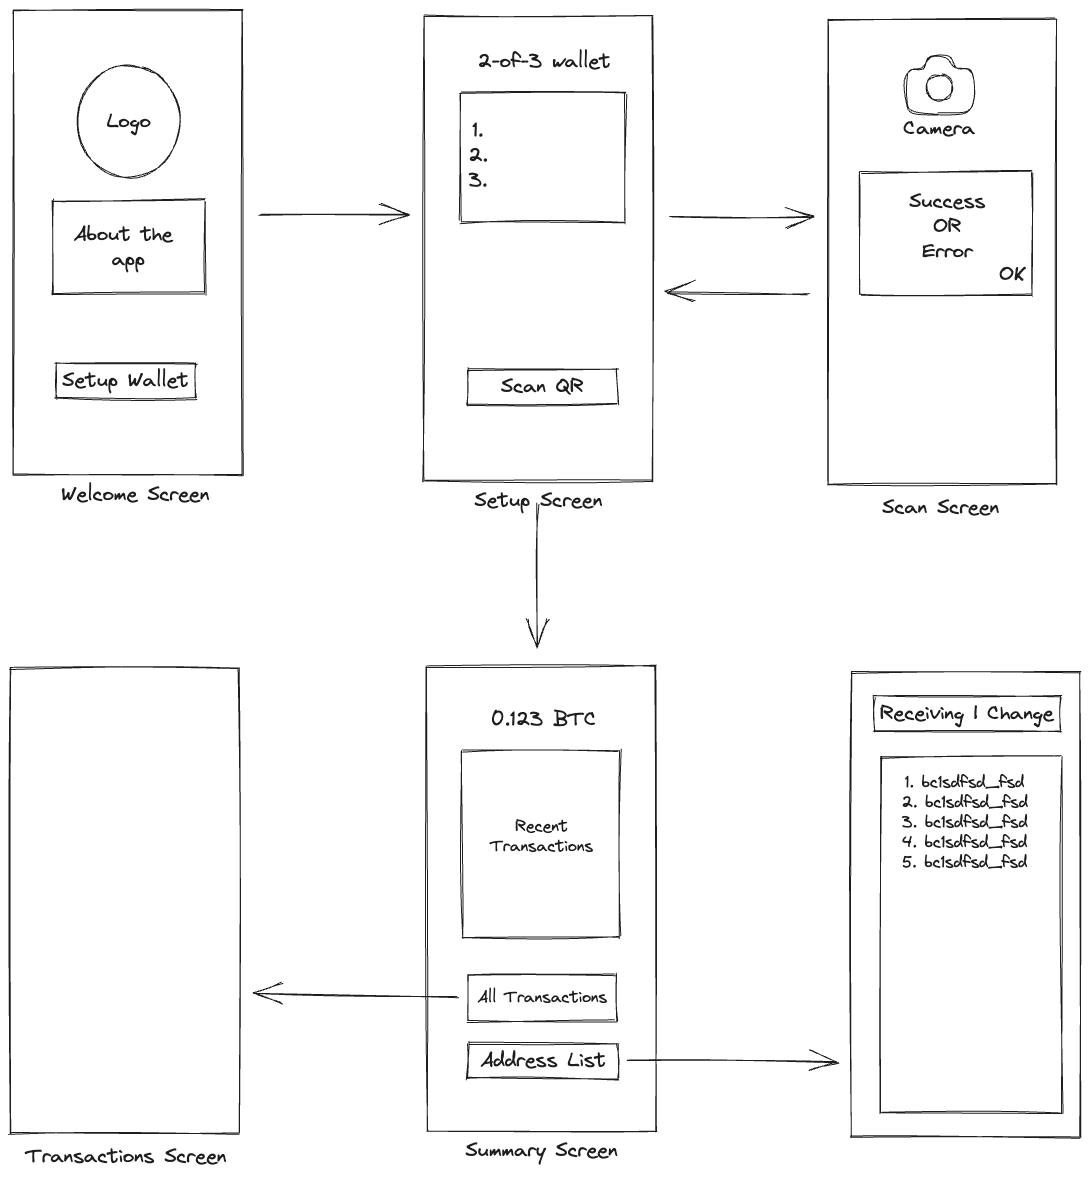 Logo
About the
app
Setup Wallet
Welcome Screen
2-of-3 wallet
1.
2.
3.
Scan QR
Setup Screen
Camera
Success
OR
Error
OK
Scan Screen
Transactions Screen
0.123 BTC
Recent
Transactions
All Transactions
Address List
Summary Screen
Receiving | Change
1. bc1sdfsd_fsd
2. bc1sdfsd_fsd
3. bc1sdfsd_fsd
4. bc1sdfsd_fsd
5. bc1sdfsd_fsd